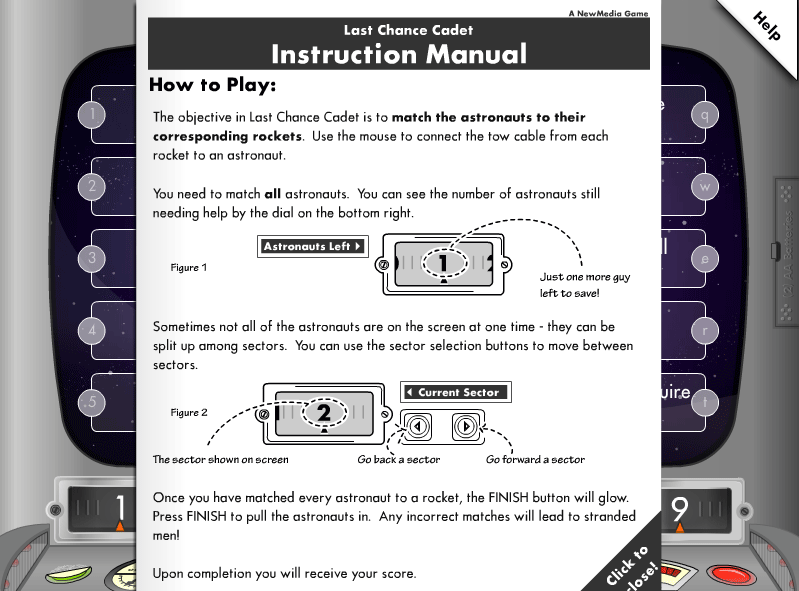 A NewMedia Game
Last Chance Cadet
Instruction Manual
Help
How to Play:
The objective in Last Chance Cadet is to match the astronauts to their
corresponding rockets. Use the mouse to connect the tow cable from each
rocket to an astronaut.
You need to match all astronauts. You can see the number of astronauts still
needing help by the dial on the bottom right.
Astronauts Left
1
2
Figure 1
Just one more guy
left to save!
Sometimes not all of the astronauts are on the screen at one time - they can be
split up among sectors. You can use the sector selection buttons to move between
sectors.
Current Sector
2
Figure 2
The sector shown on screen
Go back a sector
Go forward a sector
Once you have matched every astronaut to a rocket, the FINISH button will glow.
Press FINISH to pull the astronauts in. Any incorrect matches will lead to stranded
men!
Upon completion you will receive your score.
Click to
close!
1
2
3
4
.5
q
w
e
r
t
1
9
(2) AA Batteries